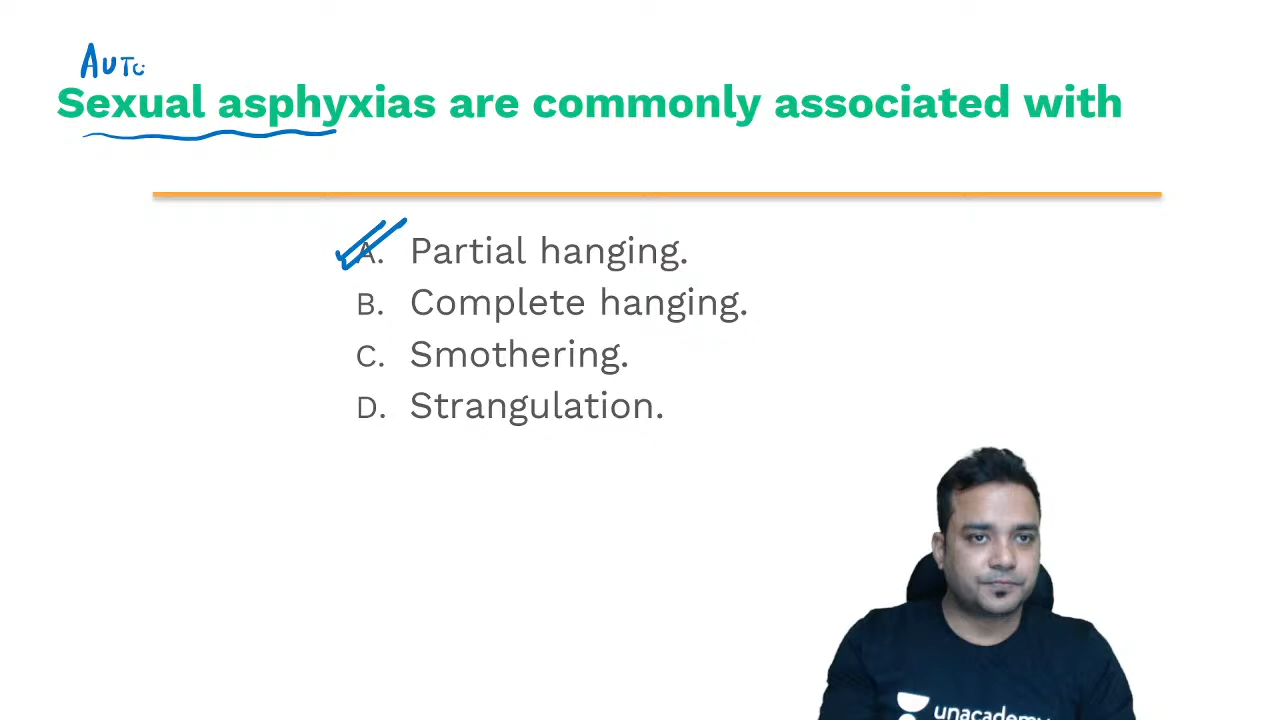 AUTO
Sexual asphyxias are commonly associated with
A. Partial hanging.
B. Complete hanging.
C. Smothering.
D. Strangulation.
unacademy